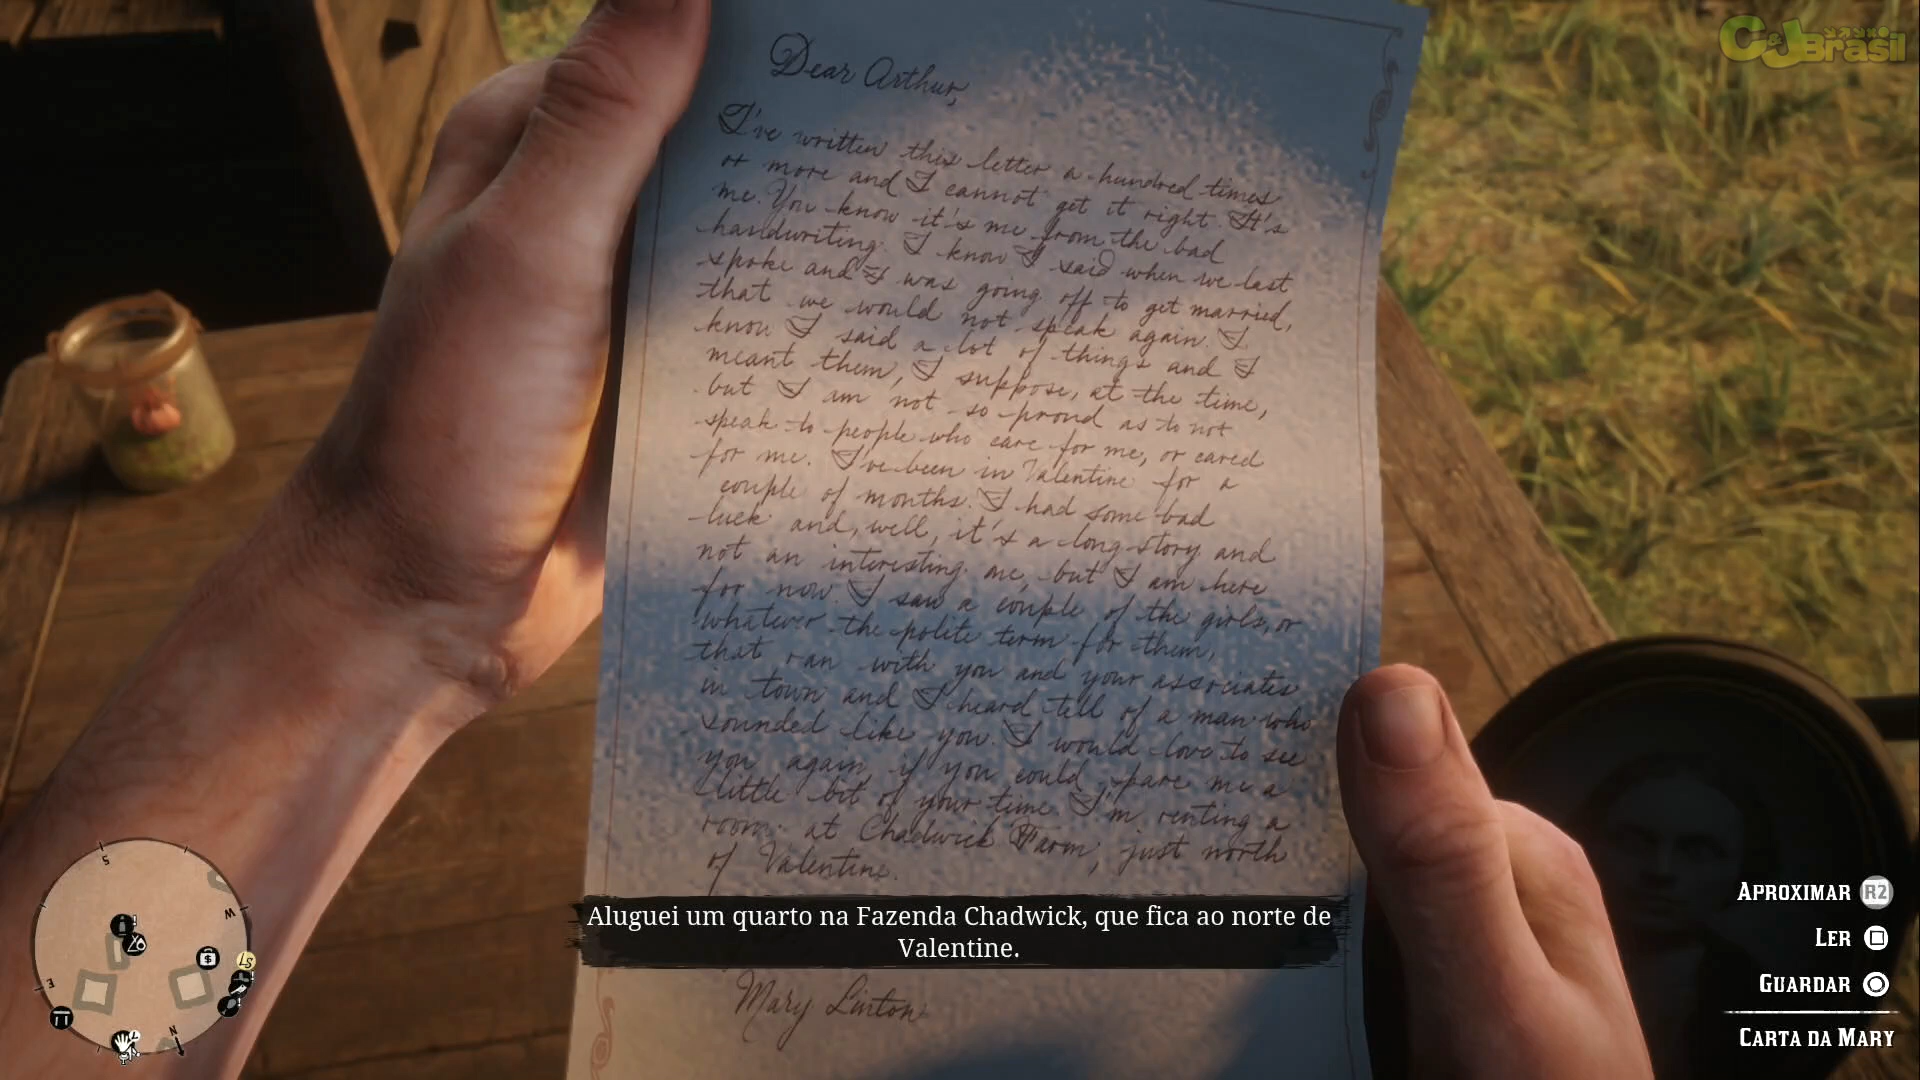 C&J Brasil
Dear Arthur,
I've written this letter a hundred times
or more and I cannot get it right. It's
me. You know it's me from the bad
handwriting. I know I said when we last
spoke and I was going off to get married,
that we would not speak again. I
know I said a lot of things and I
meant them, I suppose, at the time,
but I am not so proud as to not
speak to people who care for me, or cared
for me. I've been in Valentine for a
couple of months. I had some bad
luck and, well, it's a long story and
not an interesting one, but I am here
for now. I saw a couple of the girls, or
whatever the polite term for them,
that ran with you and your associates
in town and I heard tell of a man who
sounded like you. I would love to see
you again, if you could spare me a
little bit of your time. I'm renting a
room at Chadwick Farm, just north
of Valentine.
Aluguei um quarto na Fazenda Chadwick, que fica ao norte de
Valentine.
Mary Linton
S
W
E
N
LS
APROXIMAR R2
LER
GUARDAR
CARTA DA MARY